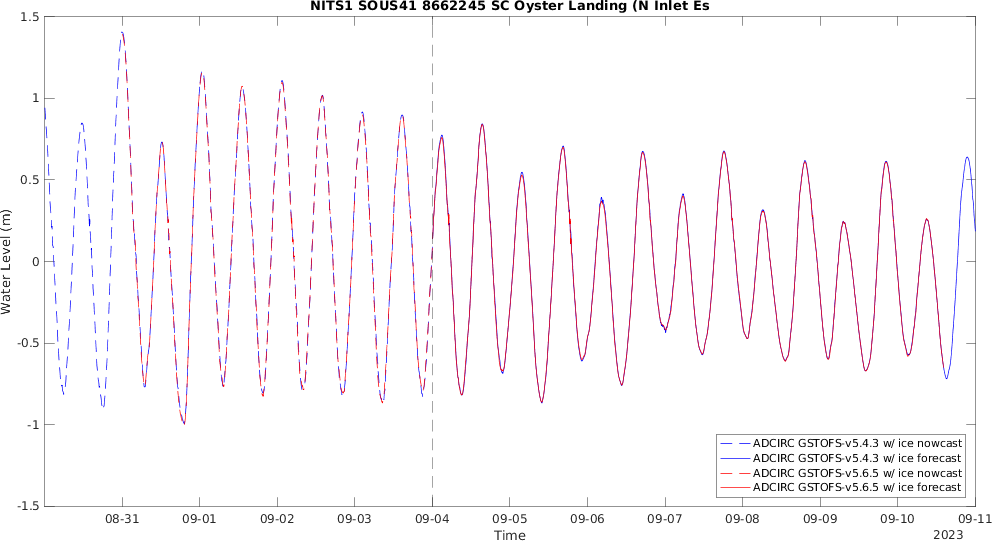 NITS1 SOUS41 8662245 SC Oyster Landing (N Inlet Es
1.5
1
0.5
0
-0.5
-1
-1.5
Water Level (m)
ADCIRC GSTOFS-v5.4.3 w/ ice nowcast
ADCIRC GSTOFS-v5.4.3 w/ ice forecast
ADCIRC GSTOFS-v5.6.5 w/ ice nowcast
ADCIRC GSTOFS-v5.6.5 w/ ice forecast
08-31 09-01 09-02 09-03 09-04 09-05 09-06 09-07 09-08 09-09 09-10 09-11
Time
2023